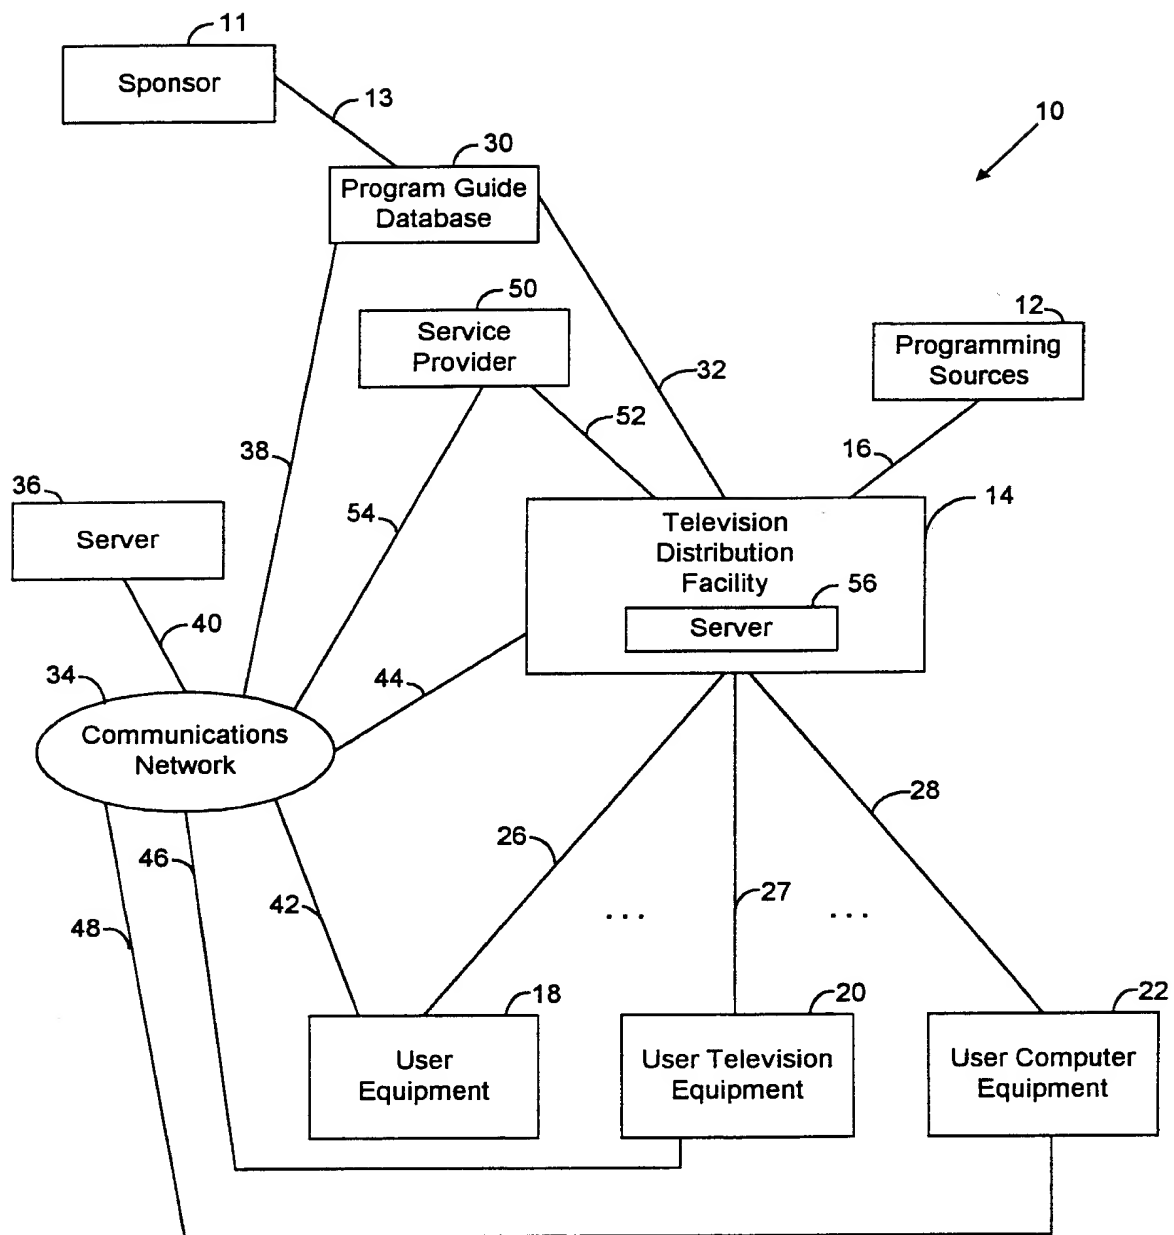 11
Sponsor
13
10
30
Program Guide
Database
50
Service
Provider
12
Programming
Sources
32
52
16
38
36
Server
54
14
Television
Distribution
Facility
56
Server
40
34
44
Communications
Network
28
26
46
42
27
48
. . .
. . .
18
User
Equipment
20
User Television
Equipment
22
User Computer
Equipment